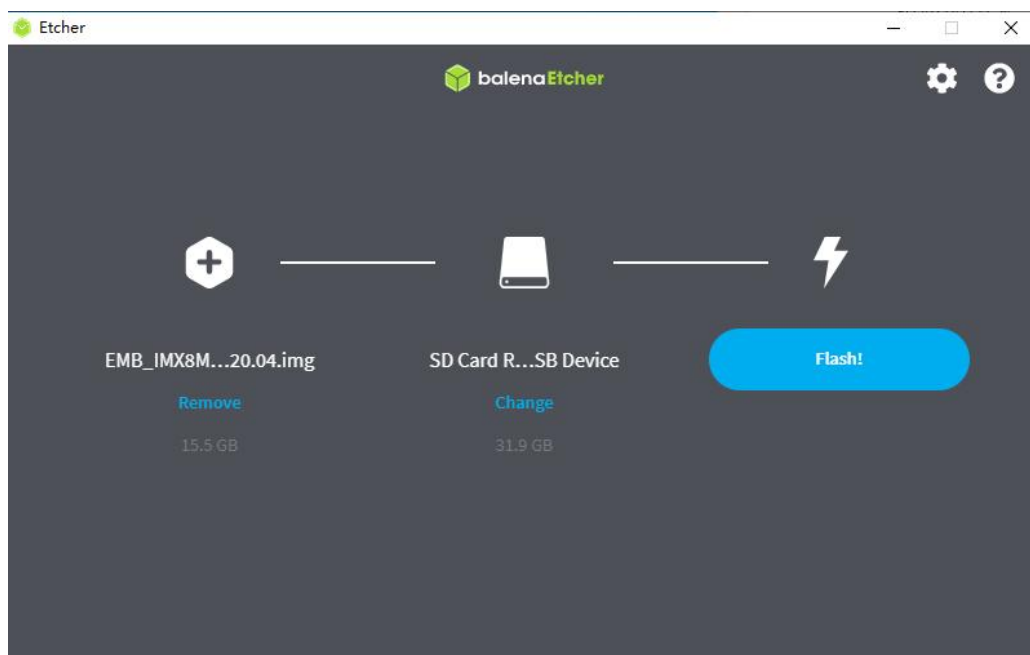 Etcher
balenaEtcher
EMB_IMX8M...20.04.img
SD Card R...SB Device
Flash!
Remove
Change
15.5 GB
31.9 GB